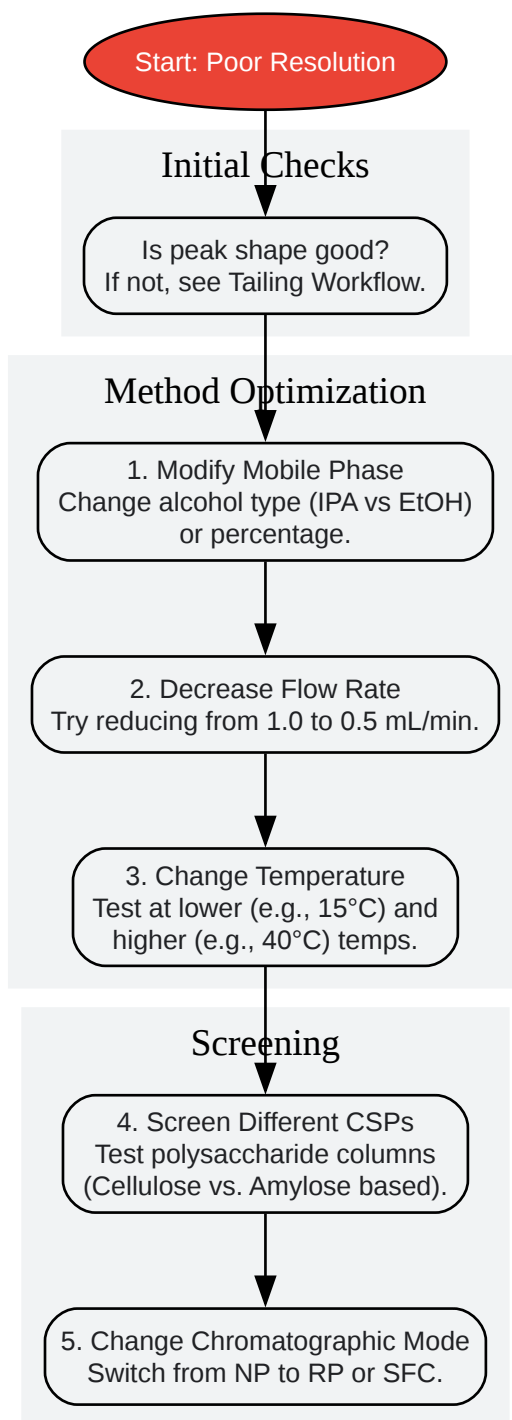 Start: Poor Resolution
Initial Checks
Is peak shape good?
If not, see Tailing Workflow.
Method Optimization
1. Modify Mobile Phase
Change alcohol type (IPA vs EtOH)
or percentage.
2. Decrease Flow Rate
Try reducing from 1.0 to 0.5 mL/min.
3. Change Temperature
Test at lower (e.g., 15°C) and
higher (e.g., 40°C) temps.
Screening
4. Screen Different CSPs
Test polysaccharide columns
(Cellulose vs. Amylose based).
5. Change Chromatographic Mode
Switch from NP to RP or SFC.